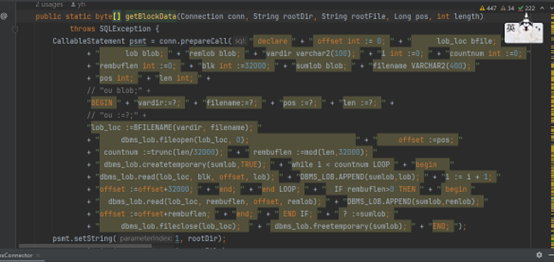 2 usages yh
public static byte[] getBlockData(Connection conn, String rootDir, String rootFile, Long pos, int length)
throws SQLException {
CallableStatement psmt = conn.prepareCall(" declare " + "offset int := 0; " + " lob_loc bfile; " +
" lob blob; " + "remlob blob; " + "vardir varchar2(100); " + "i int :=0; " + "countnum int :=0; " +
"rembuflen int :=0; " + "blk int :=32000; " + "sumlob blob; " + "filename VARCHAR2(400); " +
"pos int; " + "len int; " +
// "ou blob;" +
"BEGIN " + "vardir:=?; " + "filename:=?; " + "pos :=?; " + "len :=?; " +
// "ou :=?;" +
"lob_loc :=BFILENAME(vardir, filename); " +
" dbms_lob.fileopen(lob_loc, 0); " + " offset :=pos; " +
" countnum :=trunc(len/32000); " + " rembuflen :=mod(len,32000); " +
" dbms_lob.createtemporary(sumlob,TRUE); " + "while i < countnum LOOP " + "begin " +
"dbms_lob.read(lob_loc, blk, offset, lob); " + "DBMS_LOB.APPEND(sumlob,lob); " + "i := i + 1; " +
"offset :=offset+32000; " + "end; " + "end LOOP; " + " IF rembuflen>0 THEN " + " begin " +
"dbms_lob.read(lob_loc, rembuflen, offset, remlob); " + "DBMS_LOB.APPEND(sumlob,remlob); " +
"offset :=offset+rembuflen; " + "end; " + " END IF; " + " ? :=sumlob; " +
" dbms_lob.fileclose(lob_loc); " + " dbms_lob.freetemporary(sumlob); " + "END; ");
psmt.setString( parameterIndex: 1, rootDir);
447 34 222
英
Connector